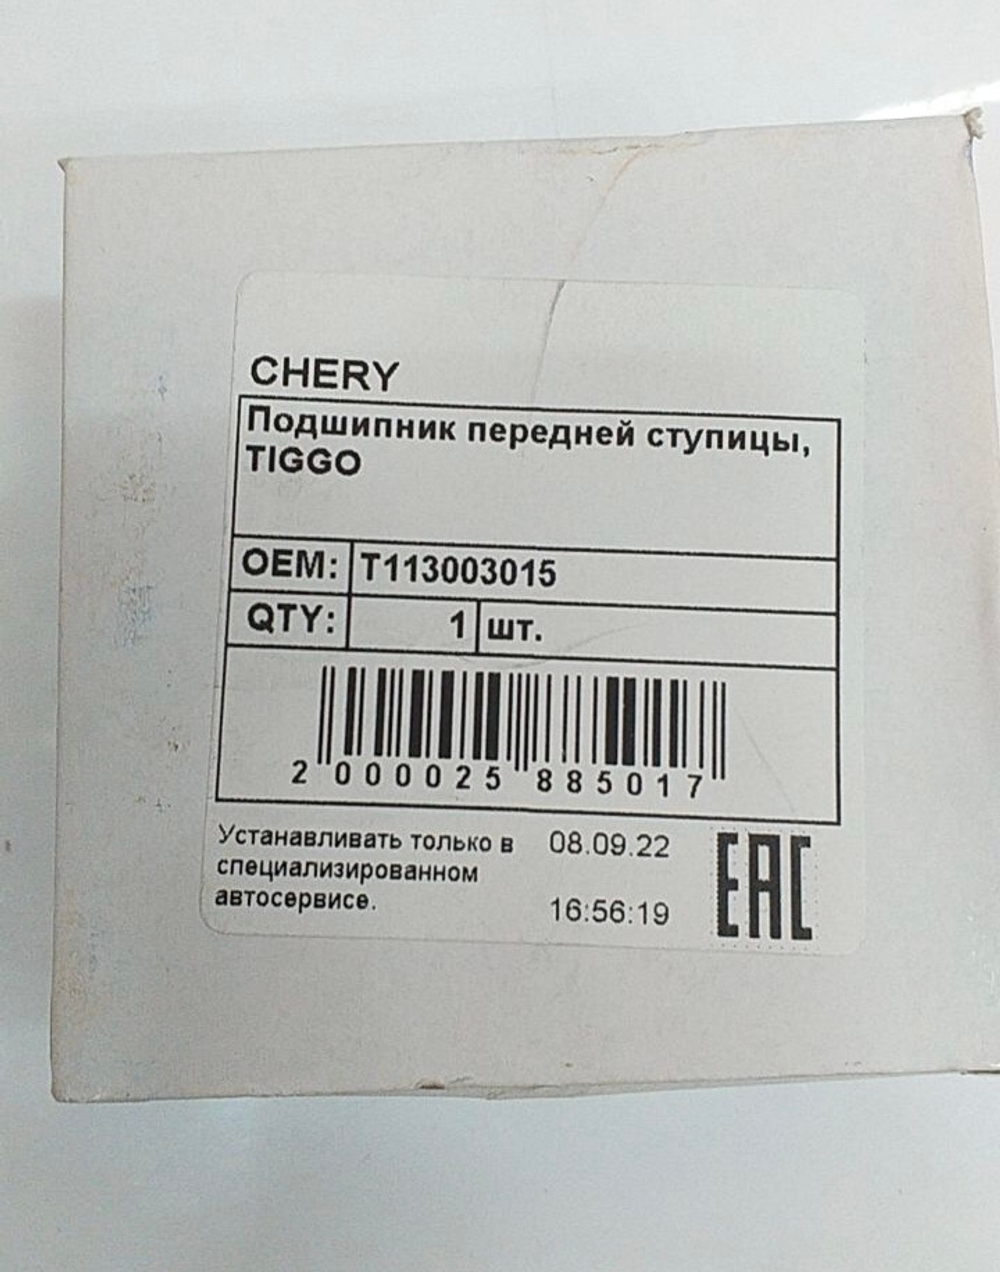 CHERY
Подшипник передней ступицы,
TIGGO
OEM: T113003015
QTY: 1 шт.
2 000025 885017
Устанавливать только в 08.09.22
специализированном
автосервисе. 16:56:19
EAC